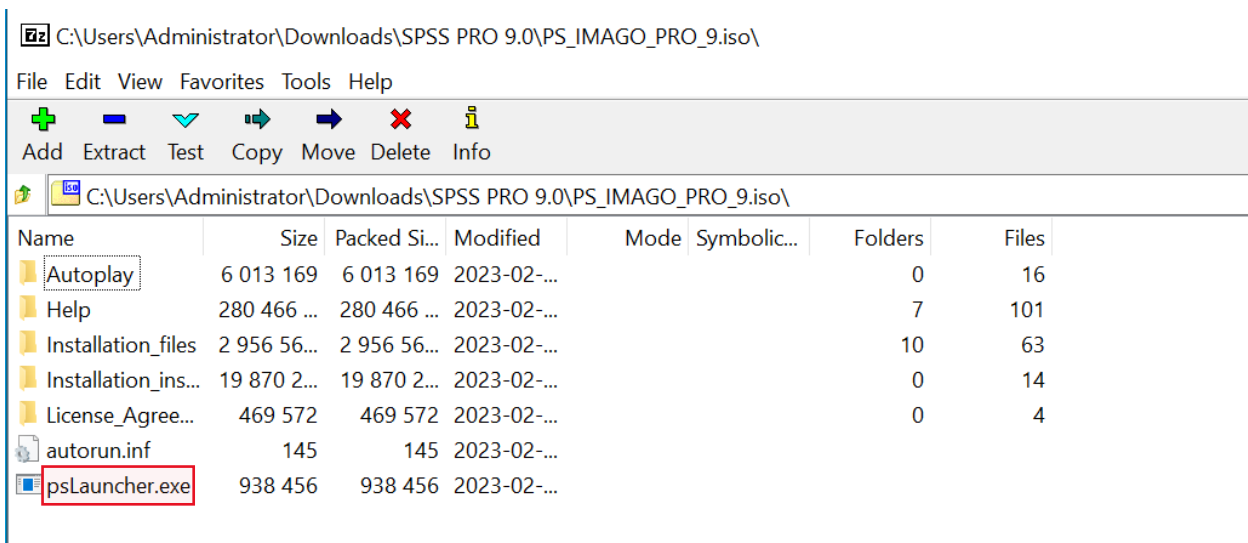 7z C:\Users\Administrator\Downloads\SPSS PRO 9.0\PS_IMAGO_PRO_9.iso\
File Edit View Favorites Tools Help
Add Extract Test Copy Move Delete Info
iso C:\Users\Administrator\Downloads\SPSS PRO 9.0\PS_IMAGO_PRO_9.iso\
Name Size Packed Si... Modified Mode Symbolic... Folders Files
Autoplay 6 013 169 6 013 169 2023-02-... 0 16
Help 280 466 ... 280 466 ... 2023-02-... 7 101
Installation_files 2 956 56... 2 956 56... 2023-02-... 10 63
Installation_ins... 19 870 2... 19 870 2... 2023-02-... 0 14
License_Agree... 469 572 469 572 2023-02-... 0 4
autorun.inf 145 145 2023-02-...
psLauncher.exe 938 456 938 456 2023-02-...